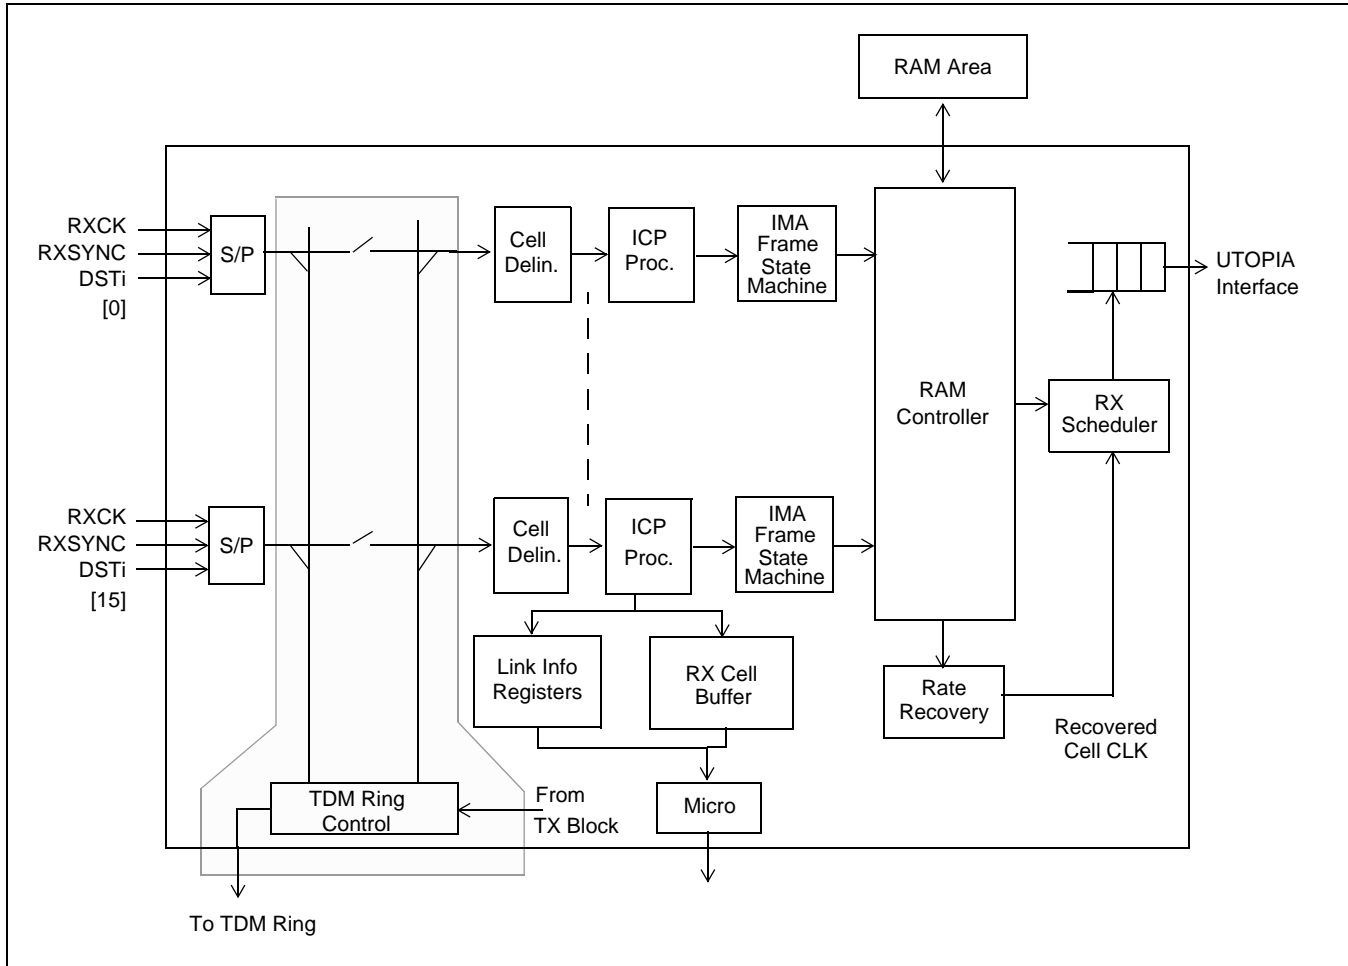 RAM Area
RXCK
RXSYNC
DSTi
[0]
S/P
Cell
Delin.
ICP
Proc.
IMA
Frame
State
Machine
UTOPIA
Interface
RAM
Controller
RX
Scheduler
RXCK
RXSYNC
DSTi
[15]
S/P
Cell
Delin.
ICP
Proc.
IMA
Frame
State
Machine
Link Info
Registers
RX Cell
Buffer
Rate
Recovery
Recovered
Cell CLK
TDM Ring
Control
From
TX Block
Micro
To TDM Ring